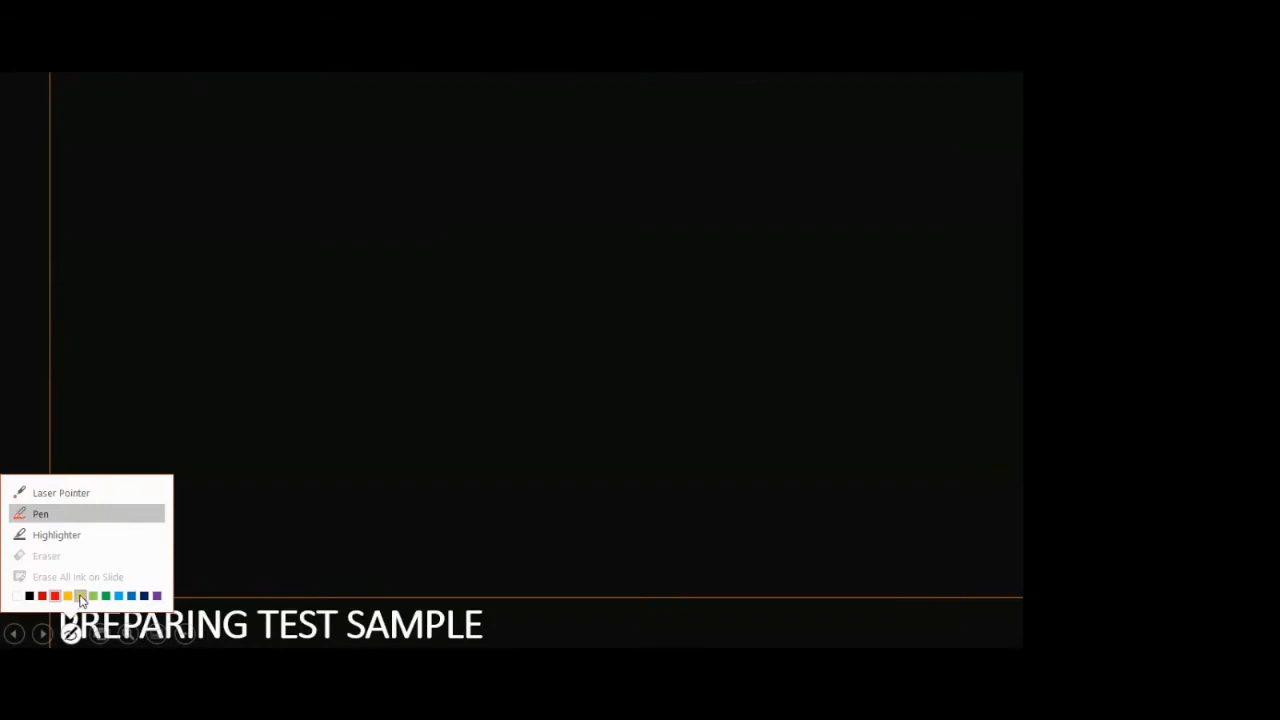 Laser Pointer
Pen
Highlighter
Eraser
Erase All Ink on Slide
PREPARING TEST SAMPLE